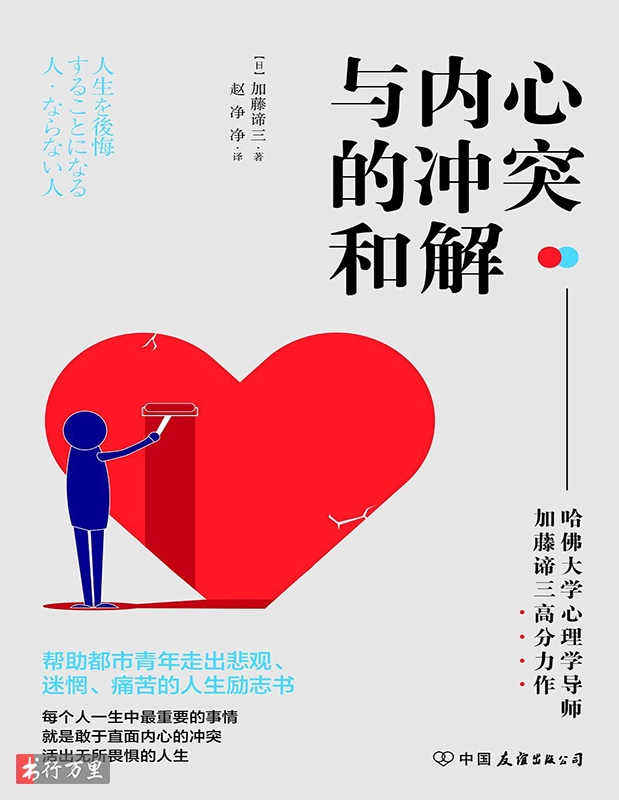 与内心
的冲突
和解
【日】加藤谛三·著
赵净净·译
人生を後悔
することになる
人・ならない人
哈佛大学心理学导师
加藤谛三高分力作
帮助都市青年走出悲观、
迷惘、痛苦的人生励志书
每个人一生中最重要的事情
就是敢于直面内心的冲突
活出无所畏惧的人生
中国友谊出版公司
书行万里